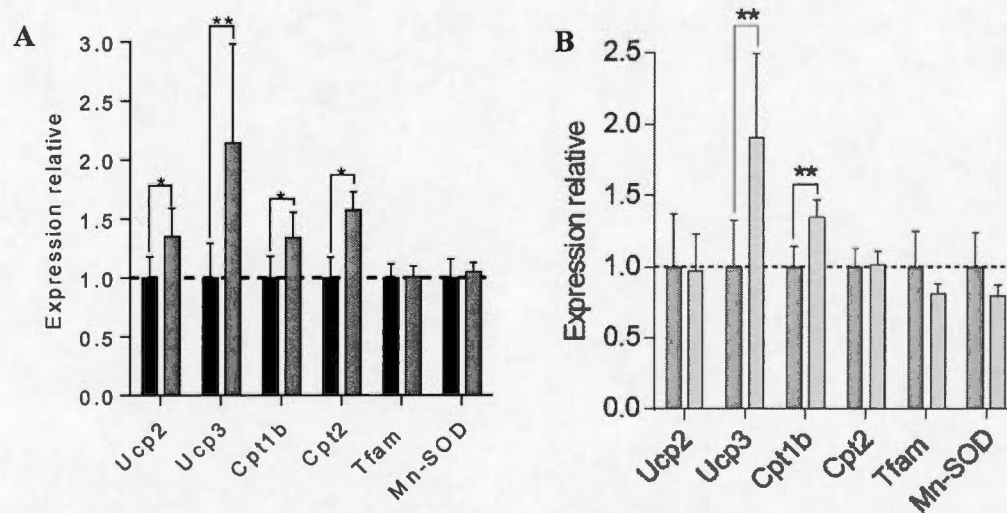 A
Expression relative
3.0
2.5
2.0
1.5
1.0
0.5
0.0
*
**
*
*
Ucp2
Ucp3
Cpt1b
Cpt2
Tfam
Mn-SOD
B
Expression relative
2.5
2.0
1.5
1.0
0.5
0.0
**
**
Ucp2
Ucp3
Cpt1b
Cpt2
Tfam
Mn-SOD